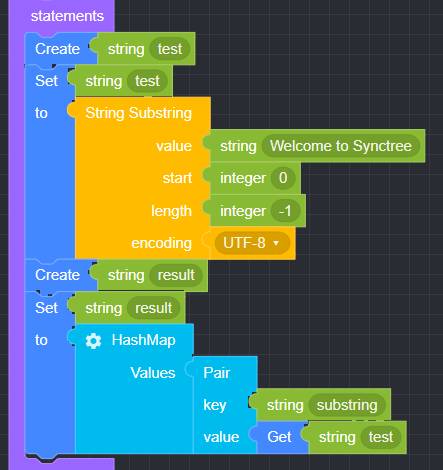 statements
Create string test
Set string test
to String Substring
value string Welcome to Synctree
start integer 0
length integer -1
encoding UTF-8
Create string result
Set string result
to HashMap
Values Pair
key string substring
value Get string test